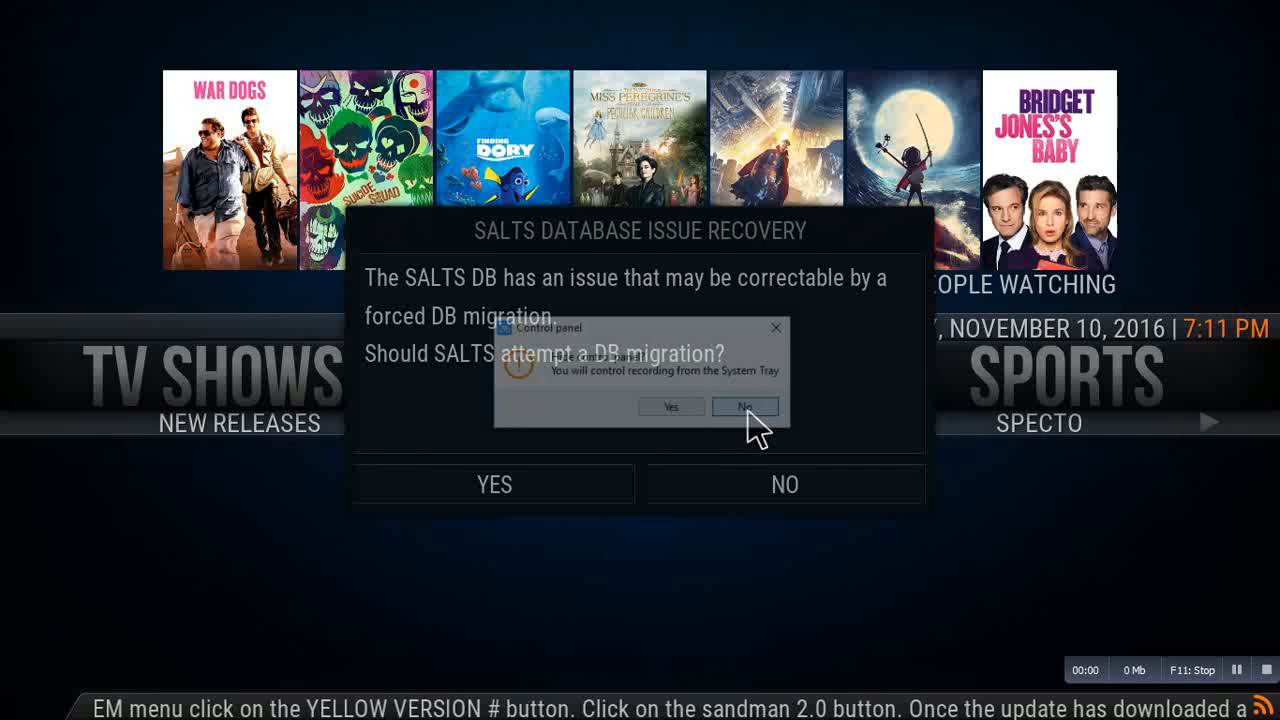 WAR DOGS
SUICIDE SQUAD
FINDING
DORY
MISS PEREGRINE'S
PECULIAR CHILDREN
BRIDGET
JONES'S
BABY
OPLE WATCHING
SALTS DATABASE ISSUE RECOVERY
The SALTS DB has an issue that may be correctable by a
forced DB migration.
Should SALTS attempt a DB migration?
Control panel
You will control recording from the System Tray
Yes
No
YES
NO
, NOVEMBER 10, 2016 | 7:11 PM
TV SHOWS
SPORTS
NEW RELEASES
SPECTO
00:00
0 Mb
F11: Stop
EM menu click on the YELLOW VERSION # button. Click on the sandman 2.0 button. Once the update has downloaded a